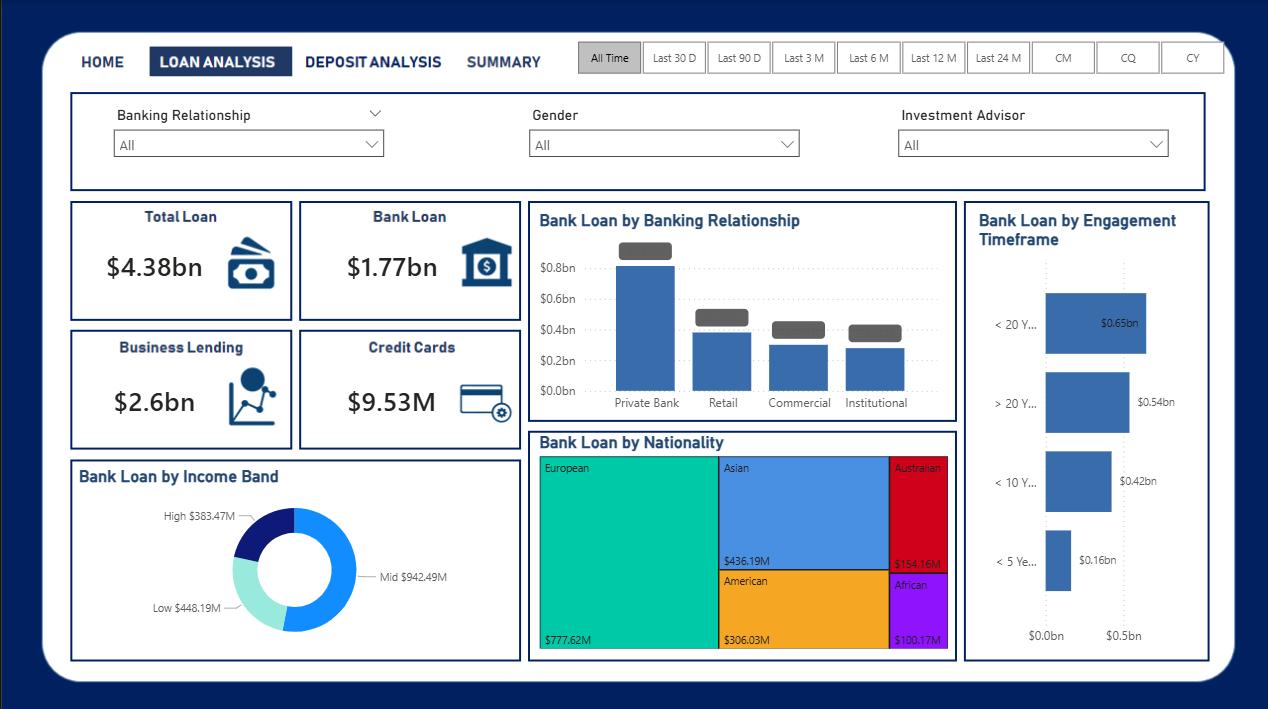 HOME
LOAN ANALYSIS
DEPOSIT ANALYSIS
SUMMARY
All Time
Last 30 D
Last 90 D
Last 3 M
Last 6 M
Last 12 M
Last 24 M
CM
CQ
CY
Banking Relationship
All
Gender
All
Investment Advisor
All
Total Loan
$4.38bn
Bank Loan
$1.77bn
Business Lending
$2.6bn
Credit Cards
$9.53M
Bank Loan by Income Band
High $383.47M
Mid $942.49M
Low $448.19M
Bank Loan by Banking Relationship
$0.8bn
$0.6bn
$0.4bn
$0.2bn
$0.0bn
Private Bank
Retail
Commercial
Institutional
Bank Loan by Nationality
European
$777.62M
Asian
$436.19M
American
$306.03M
Australian
$154.16M
African
$100.17M
Bank Loan by Engagement
Timeframe
< 20 Y...
$0.65bn
> 20 Y...
$0.54bn
< 10 Y...
$0.42bn
< 5 Ye...
$0.16bn
$0.0bn
$0.5bn